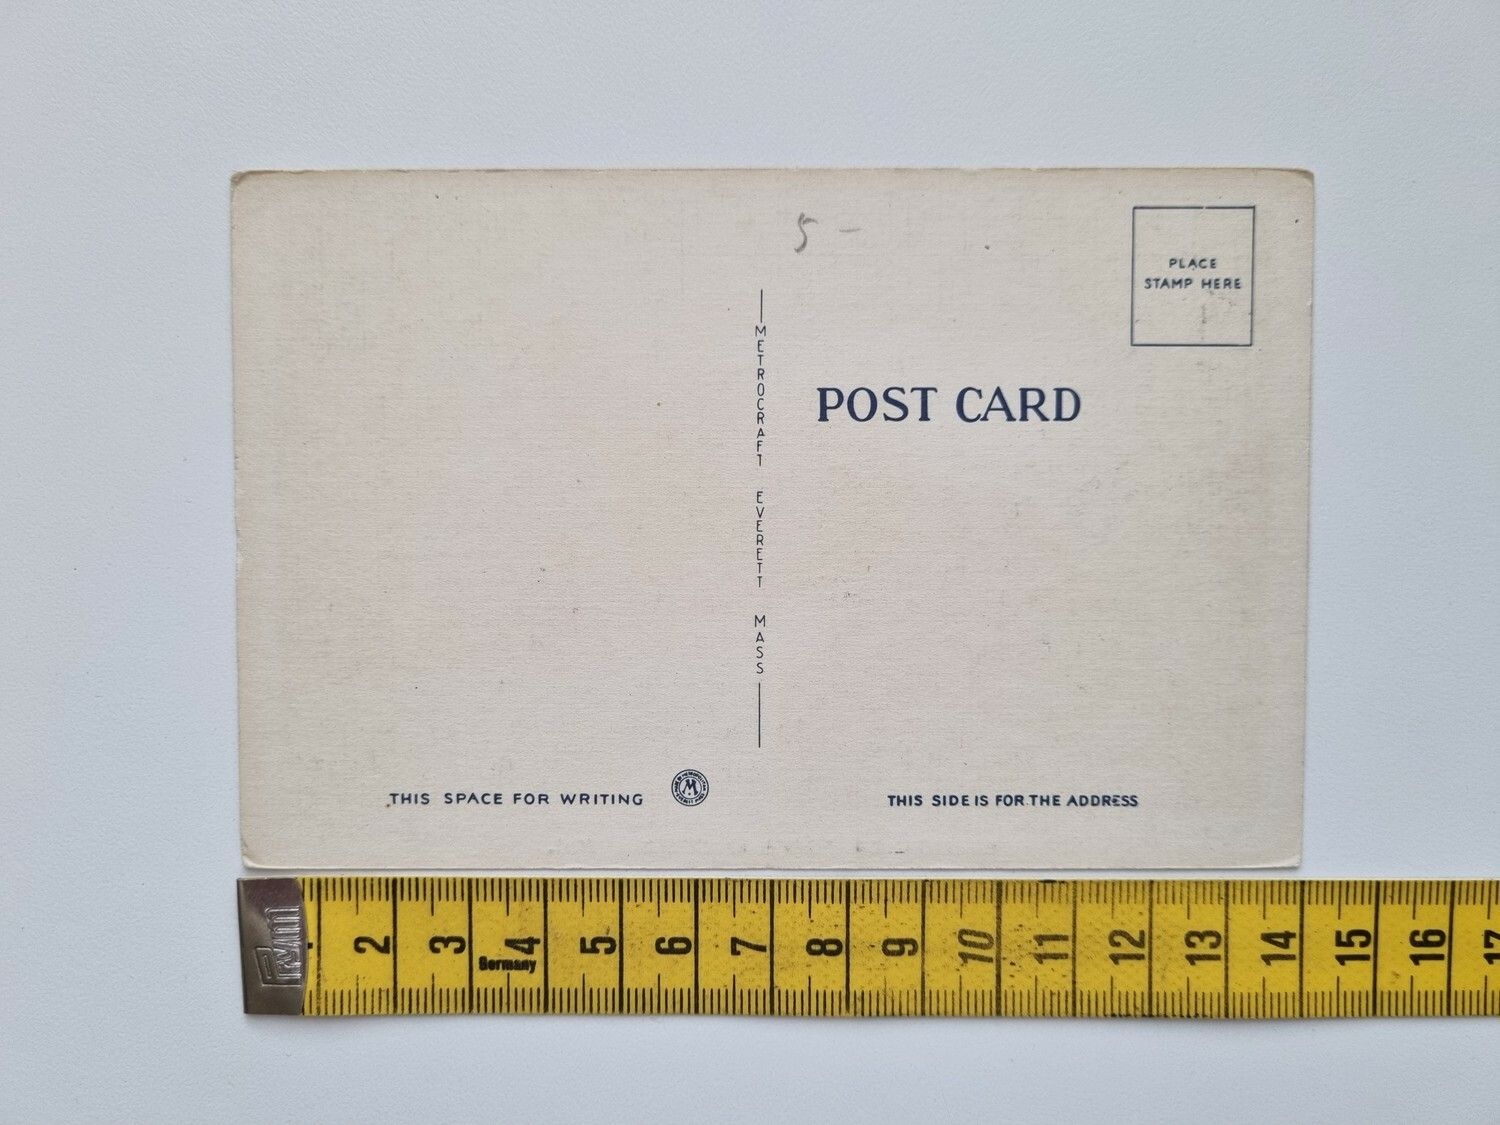 5 -
PLACE
STAMP HERE
METROCRAFT EVERETT MASS
POST CARD
THIS SPACE FOR WRITING
M
THIS SIDE IS FOR THE ADDRESS
2 3 4 5 6 7 8 9 10 11 12 13 14 15 16 17
Germany